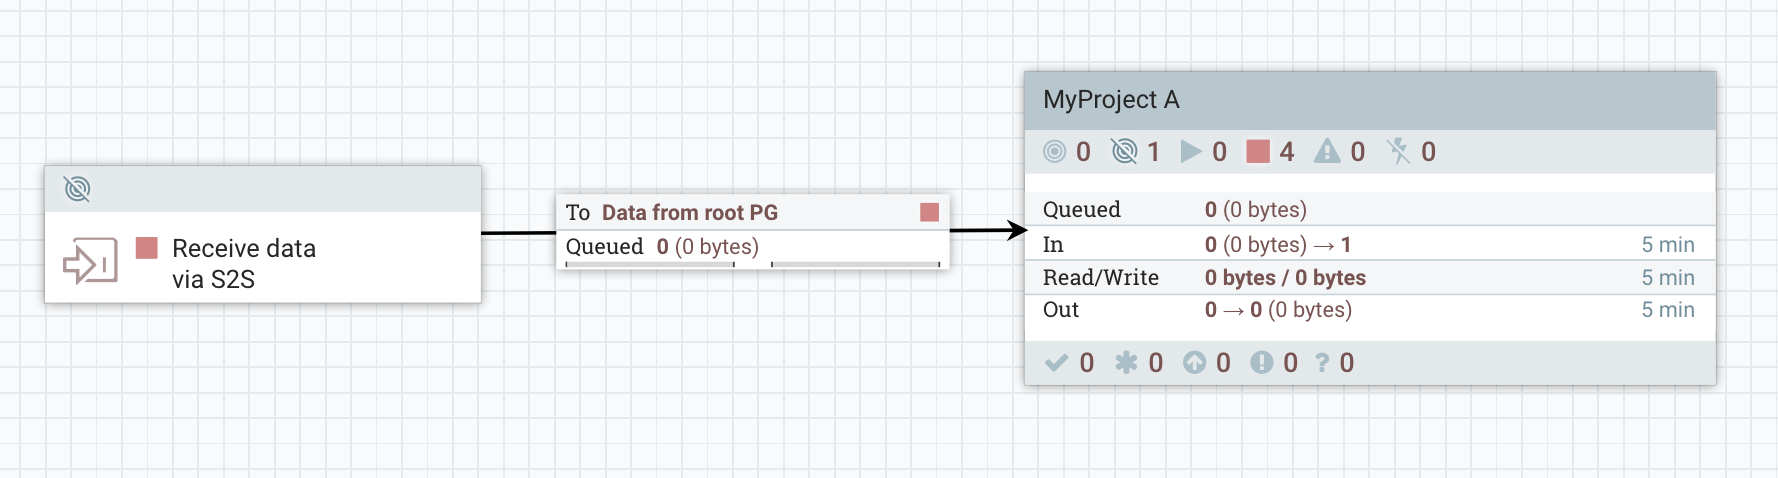 Receive data
via S2S
To Data from root PG
Queued 0 (0 bytes)
MyProject A
0 1 0 4 0 0
Queued 0 (0 bytes)
In 0 (0 bytes) → 1 5 min
Read/Write 0 bytes / 0 bytes 5 min
Out 0 → 0 (0 bytes) 5 min
0 0 0 0 ? 0